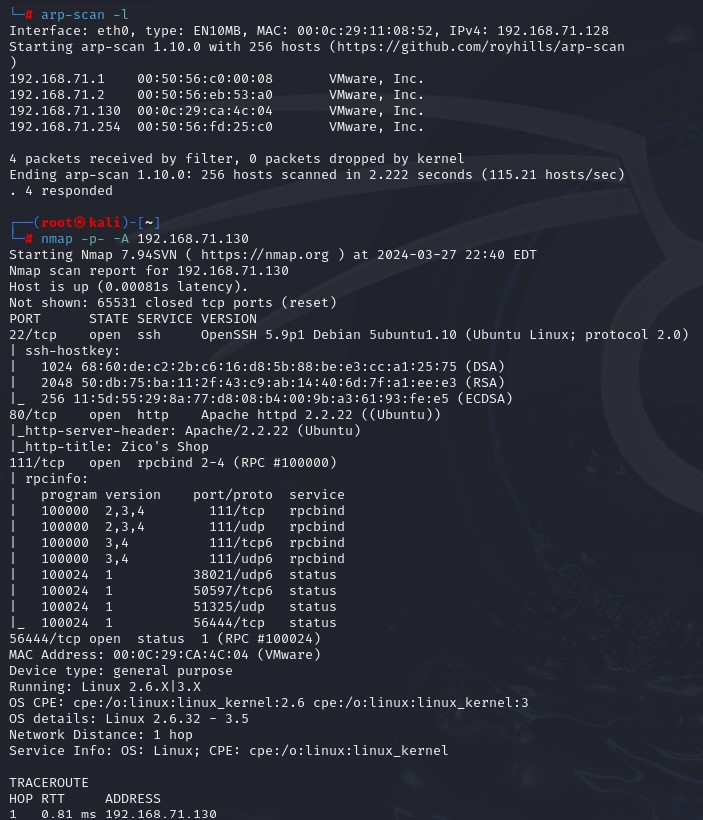 └─# arp-scan -l
Interface: eth0, type: EN10MB, MAC: 00:0c:29:11:08:52, IPv4: 192.168.71.128
Starting arp-scan 1.10.0 with 256 hosts (https://github.com/royhills/arp-scan
)
192.168.71.1    00:50:56:c0:00:08       VMware, Inc.
192.168.71.2    00:50:56:eb:53:a0       VMware, Inc.
192.168.71.130  00:0c:29:ca:4c:04       VMware, Inc.
192.168.71.254  00:50:56:fd:25:c0       VMware, Inc.

4 packets received by filter, 0 packets dropped by kernel
Ending arp-scan 1.10.0: 256 hosts scanned in 2.222 seconds (115.21 hosts/sec)
. 4 responded

┌──(root㉿kali)-[~]
└─# nmap -p- -A 192.168.71.130
Starting Nmap 7.94SVN ( https://nmap.org ) at 2024-03-27 22:40 EDT
Nmap scan report for 192.168.71.130
Host is up (0.00081s latency).
Not shown: 65531 closed tcp ports (reset)
PORT      STATE SERVICE VERSION
22/tcp    open  ssh     OpenSSH 5.9p1 Debian 5ubuntu1.10 (Ubuntu Linux; protocol 2.0)
| ssh-hostkey:
|   1024 68:60:de:c2:2b:c6:16:d8:5b:88:be:e3:cc:a1:25:75 (DSA)
|   2048 50:db:75:ba:11:2f:43:c9:ab:14:40:6d:7f:a1:ee:e3 (RSA)
|_  256 11:5d:55:29:8a:77:d8:08:b4:00:9b:a3:61:93:fe:e5 (ECDSA)
80/tcp    open  http    Apache httpd 2.2.22 ((Ubuntu))
|_http-server-header: Apache/2.2.22 (Ubuntu)
|_http-title: Zico's Shop
111/tcp   open  rpcbind 2-4 (RPC #100000)
| rpcinfo:
|   program version    port/proto  service
|   100000  2,3,4        111/tcp   rpcbind
|   100000  2,3,4        111/udp   rpcbind
|   100000  3,4          111/tcp6  rpcbind
|   100000  3,4          111/udp6  rpcbind
|   100024  1          38021/udp6  status
|   100024  1          50597/tcp6  status
|   100024  1          51325/udp   status
|_  100024  1          56444/tcp   status
56444/tcp open  status  1 (RPC #100024)
MAC Address: 00:0C:29:CA:4C:04 (VMware)
Device type: general purpose
Running: Linux 2.6.X|3.X
OS CPE: cpe:/o:linux:linux_kernel:2.6 cpe:/o:linux:linux_kernel:3
OS details: Linux 2.6.32 - 3.5
Network Distance: 1 hop
Service Info: OS: Linux; CPE: cpe:/o:linux:linux_kernel

TRACEROUTE
HOP RTT     ADDRESS
1   0.81 ms 192.168.71.130